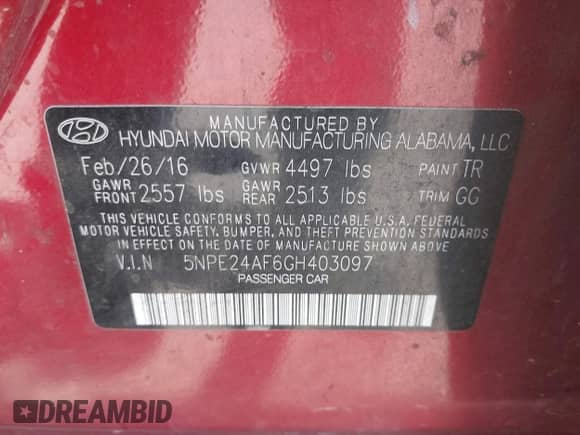 MANUFACTURED BY
HYUNDAI MOTOR MANUFACTURING ALABAMA, LLC
Feb/26/16 GVWR 4497 lbs PAINT TR
GAWR FRONT 2557 lbs GAWR REAR 2513 lbs TRIM GG
THIS VEHICLE CONFORMS TO ALL APPLICABLE U.S.A. FEDERAL
MOTOR VEHICLE SAFETY, BUMPER, AND THEFT PREVENTION
STANDARDS IN EFFECT ON THE DATE OF MANUFACTURE SHOWN ABOVE.
V.I.N 5NPE24AF6GH403097
PASSENGER CAR
DREAMBID